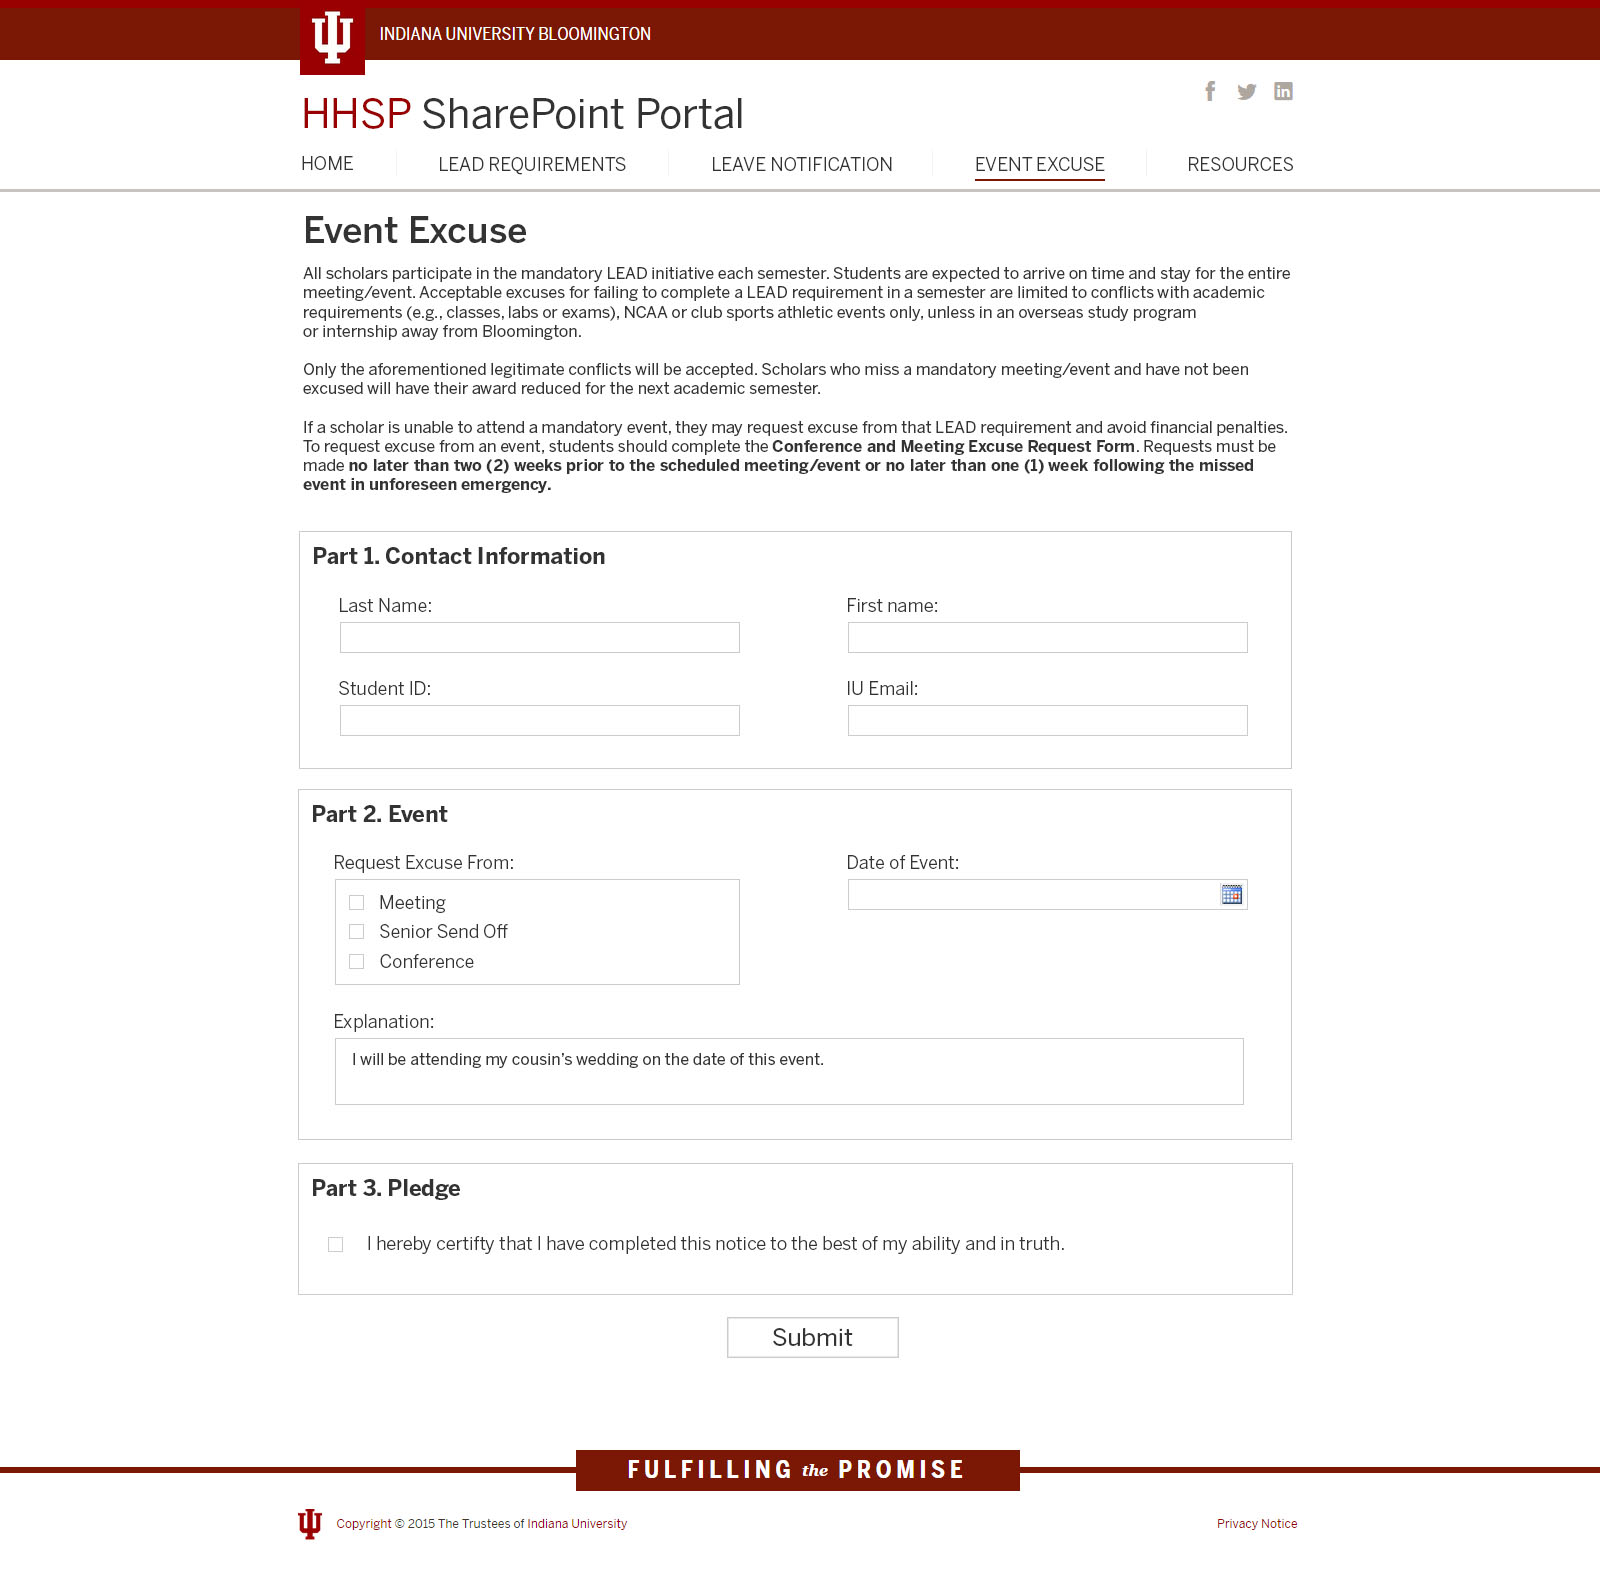 INDIANA UNIVERSITY BLOOMINGTON
HHSP SharePoint Portal
HOME
LEAD REQUIREMENTS
LEAVE NOTIFICATION
EVENT EXCUSE
RESOURCES
Event Excuse
All scholars participate in the mandatory LEAD initiative each semester. Students are expected to arrive on time and stay for the entire
meeting/event. Acceptable excuses for failing to complete a LEAD requirement in a semester are limited to conflicts with academic
requirements (e.g., classes, labs or exams), NCAA or club sports athletic events only, unless in an overseas study program
or internship away from Bloomington.
Only the aforementioned legitimate conflicts will be accepted. Scholars who miss a mandatory meeting/event and have not been
excused will have their award reduced for the next academic semester.
If a scholar is unable to attend a mandatory event, they may request excuse from that LEAD requirement and avoid financial penalties.
To request excuse from an event, students should complete the Conference and Meeting Excuse Request Form. Requests must be
made no later than two (2) weeks prior to the scheduled meeting/event or no later than one (1) week following the missed
event in unforeseen emergency.
Part 1. Contact Information
Last Name:
First name:
Student ID:
IU Email:
Part 2. Event
Request Excuse From:
Date of Event:
Meeting
Senior Send Off
Conference
Explanation:
I will be attending my cousin's wedding on the date of this event.
Part 3. Pledge
I hereby certifty that I have completed this notice to the best of my ability and in truth.
Submit
FULFILLING the PROMISE
Copyright © 2015 The Trustees of Indiana University
Privacy Notice